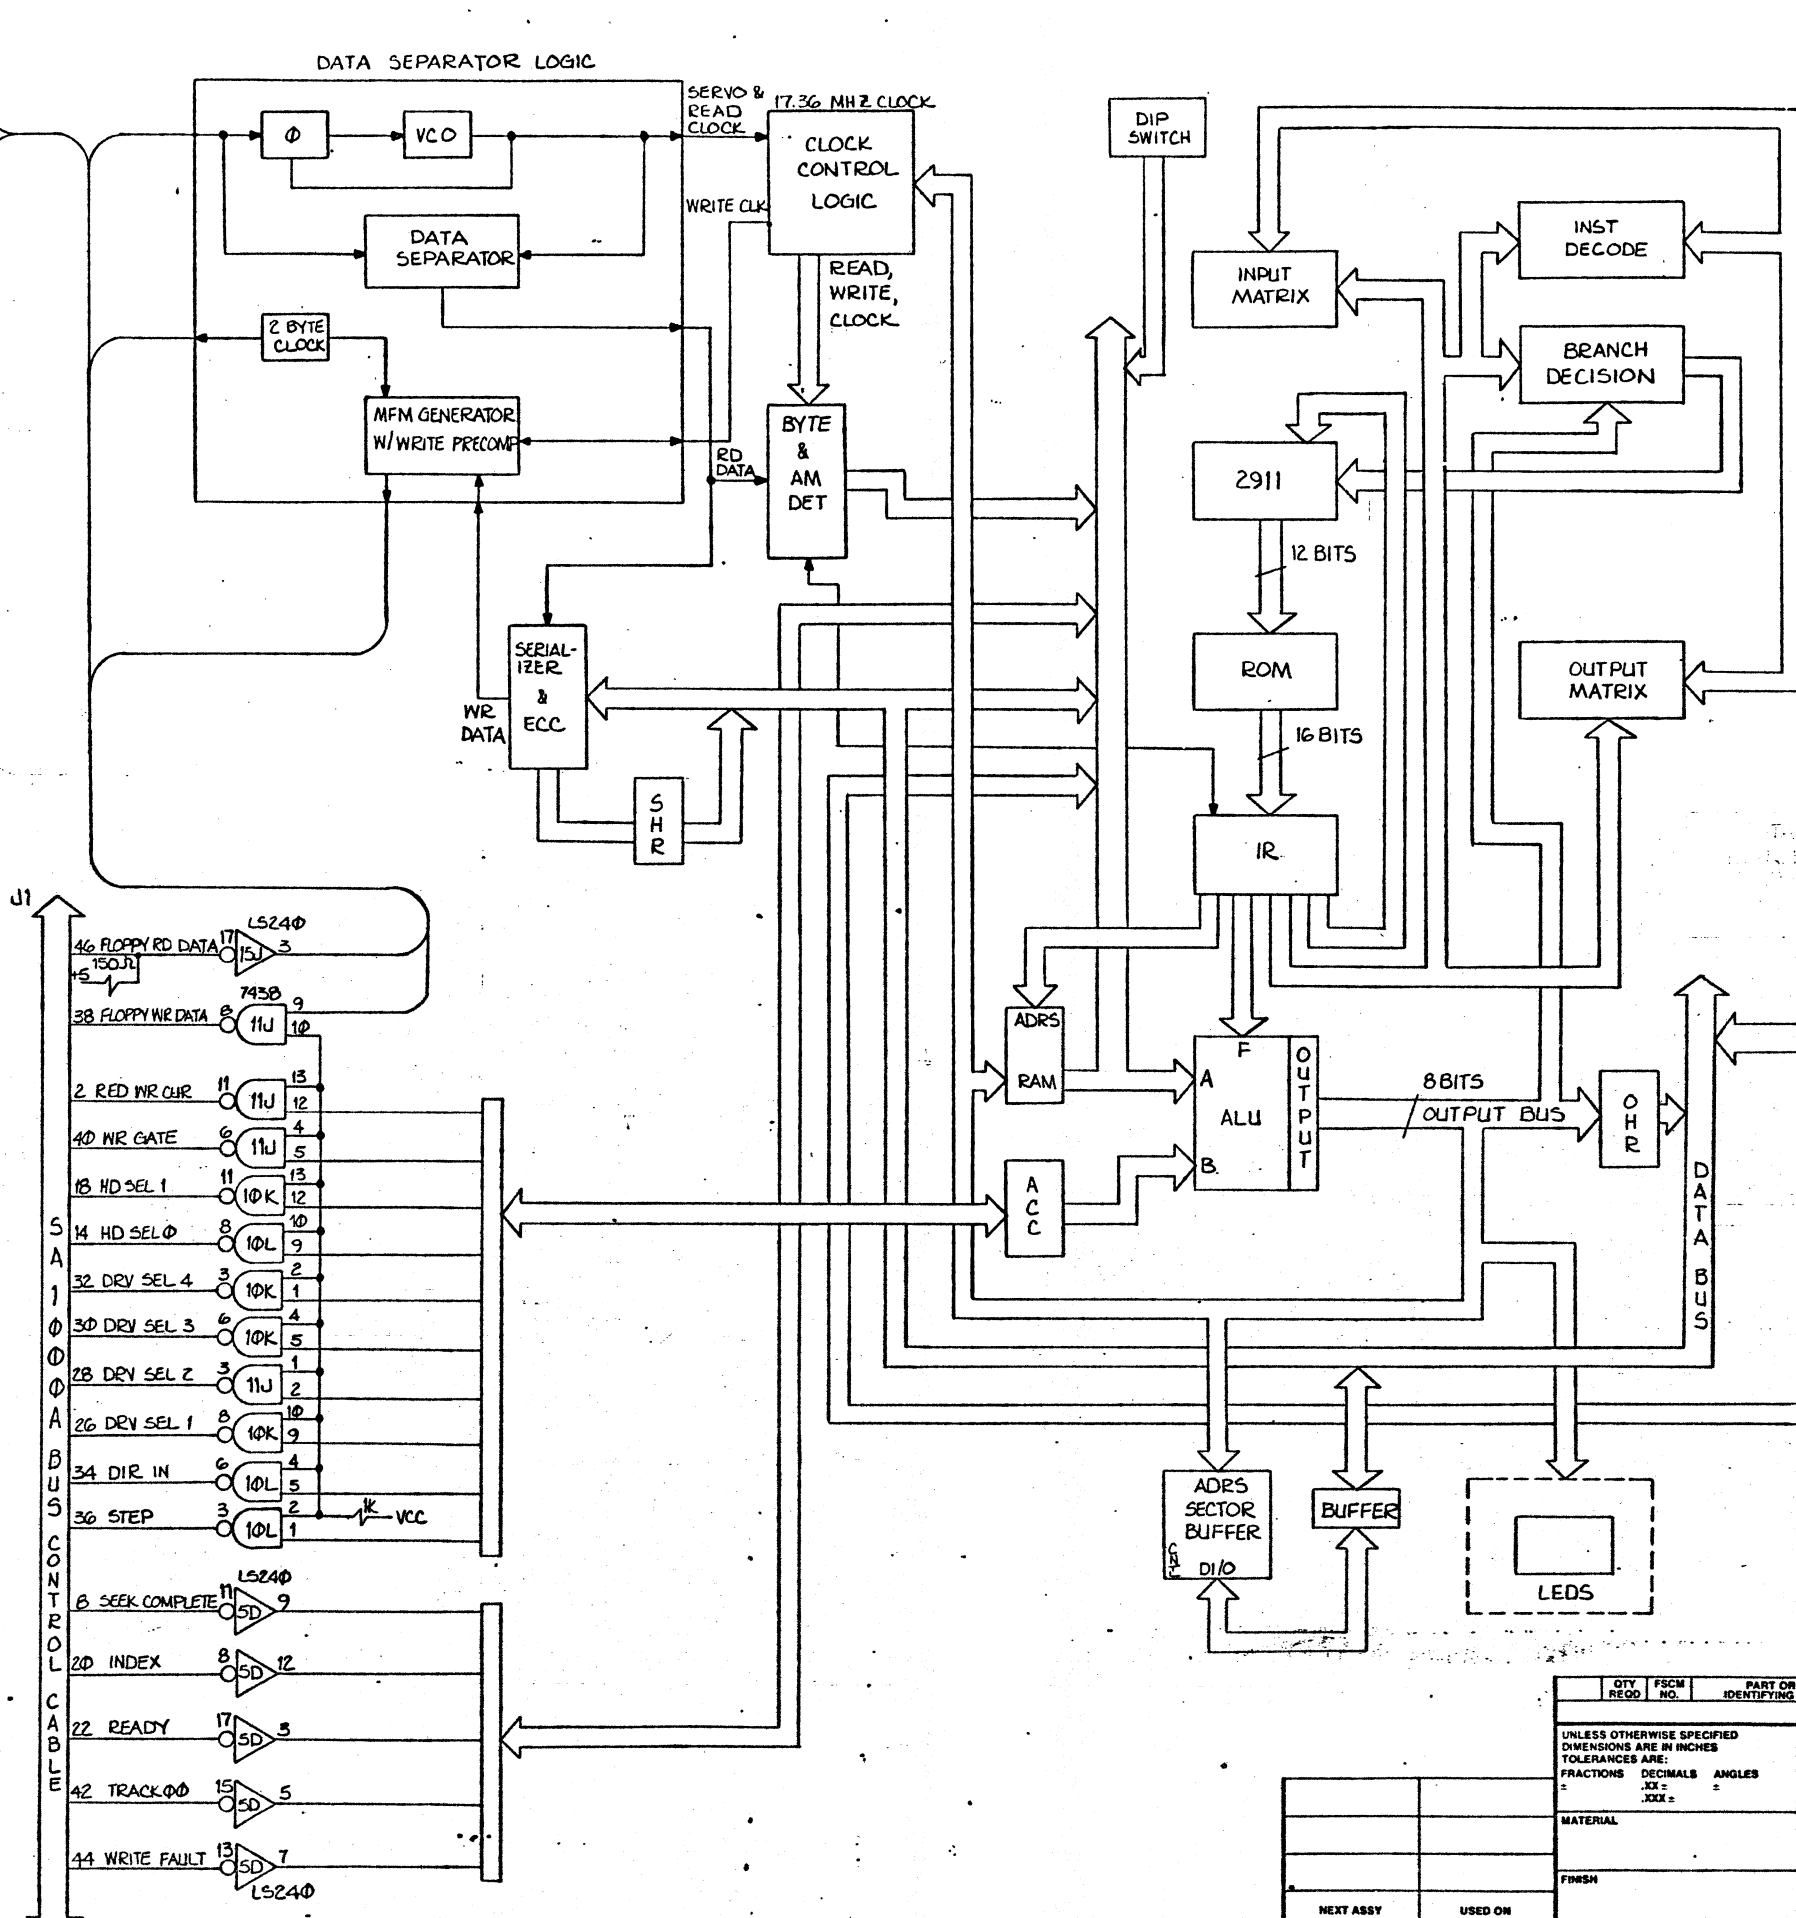 DATA SEPARATOR LOGIC
Φ
VCO
DATA
SEPARATOR
2 BYTE
CLOCK
MFM GENERATOR
W/WRITE PRECOMP
SERVO &
READ
CLOCK
17.36 MHZ CLOCK
CLOCK
CONTROL
LOGIC
WRITE CLK
READ,
WRITE,
CLOCK
RD
DATA
BYTE
&
AM
DET
SERIAL-
IZER
&
ECC
WR
DATA
SHR
DIP
SWITCH
INPUT
MATRIX
INST
DECODE
BRANCH
DECISION
2911
12 BITS
ROM
16 BITS
IR
OUTPUT
MATRIX
ADRS
RAM
F
A
ALU
B
OUTPUT
8 BITS
OUTPUT BUS
OHR
DATA BUS
ACC
ADRS
SECTOR
BUFFER
CNTL
DI/O
BUFFER
LEDS
J1
SA1000A BUS CONTROL CABLE
LS240
46 FLOPPY RD DATA 17 15J 3
+5 150Ω
7438
38 FLOPPY WR DATA 8 11J 9 10
2 RED WR CUR 11 11J 13 12
40 WR GATE 6 11J 4 5
18 HD SEL 1 11 10K 13 12
14 HD SEL 0 8 10L 10 9
32 DRV SEL 4 3 10K 2 1
30 DRV SEL 3 6 10K 4 5
28 DRV SEL 2 3 11J 1 2
26 DRV SEL 1 8 10K 10 9
34 DIR IN 6 10L 4 5
36 STEP 3 10L 2 1
1K VCC
LS240
8 SEEK COMPLETE 11 5D 9
20 INDEX 8 5D 12
22 READY 17 5D 3
42 TRACK 00 15 5D 5
44 WRITE FAULT 13 5D 7
LS240
QTY REQD
FSCM NO.
PART OR
IDENTIFYING
UNLESS OTHERWISE SPECIFIED
DIMENSIONS ARE IN INCHES
TOLERANCES ARE:
FRACTIONS DECIMALS ANGLES
± .XX ± ±
.XXX ±
MATERIAL
FINISH
NEXT ASSY
USED ON